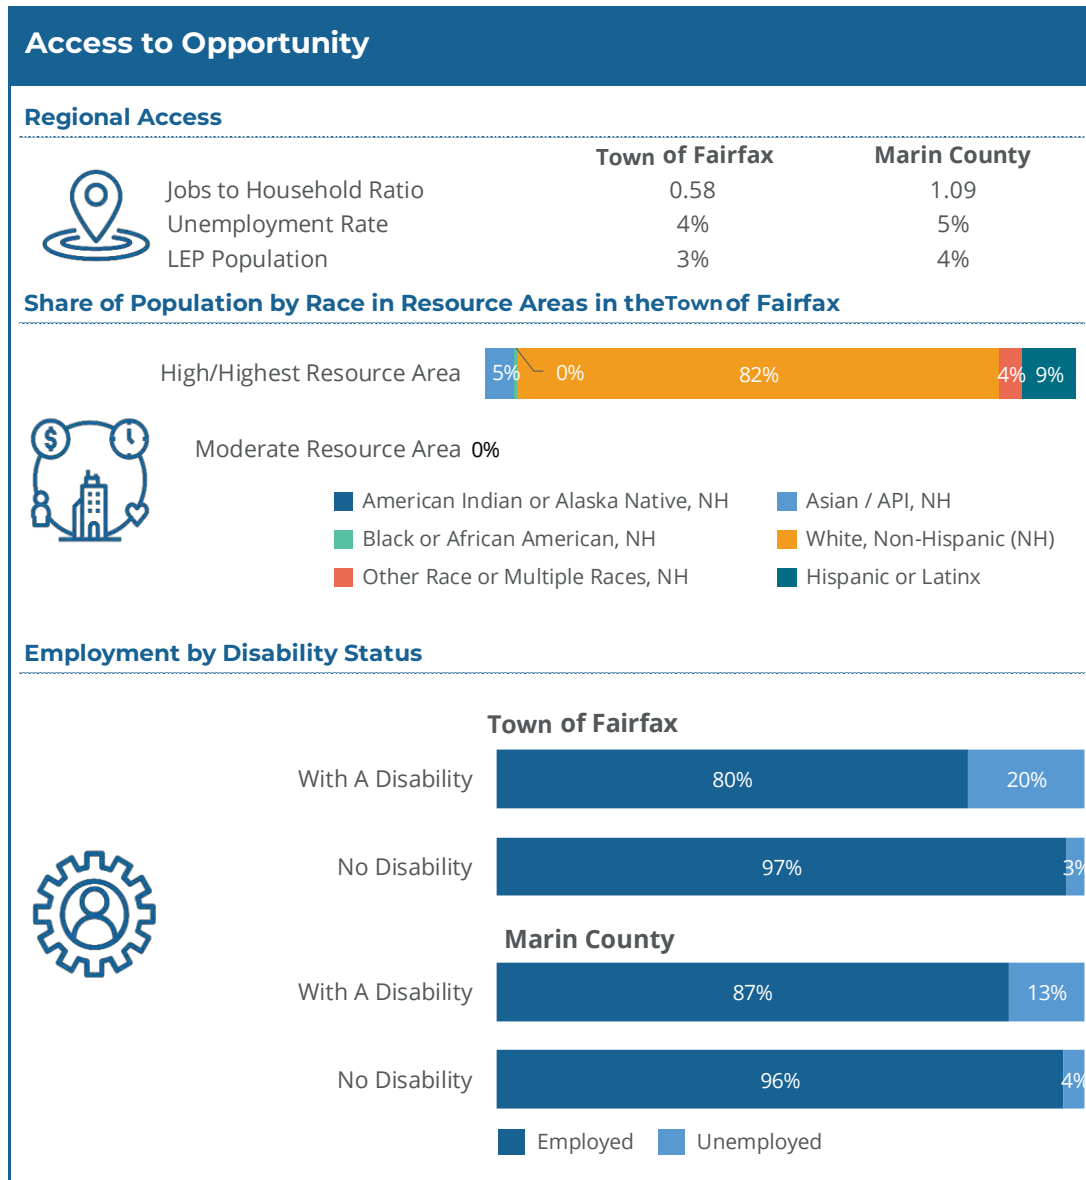 Access to Opportunity
Regional Access
Town of Fairfax Marin County
Jobs to Household Ratio 0.58 1.09
Unemployment Rate 4% 5%
LEP Population 3% 4%
Share of Population by Race in Resource Areas in theTown of Fairfax
High/Highest Resource Area 5% 0% 82% 4% 9%
$
Moderate Resource Area 0%
American Indian or Alaska Native, NH Asian / API, NH
Black or African American, NH White, Non-Hispanic (NH)
Other Race or Multiple Races, NH Hispanic or Latinx
Employment by Disability Status
Town of Fairfax
With A Disability 80% 20%
No Disability 97% 3%
Marin County
With A Disability 87% 13%
No Disability 96% 4%
Employed Unemployed